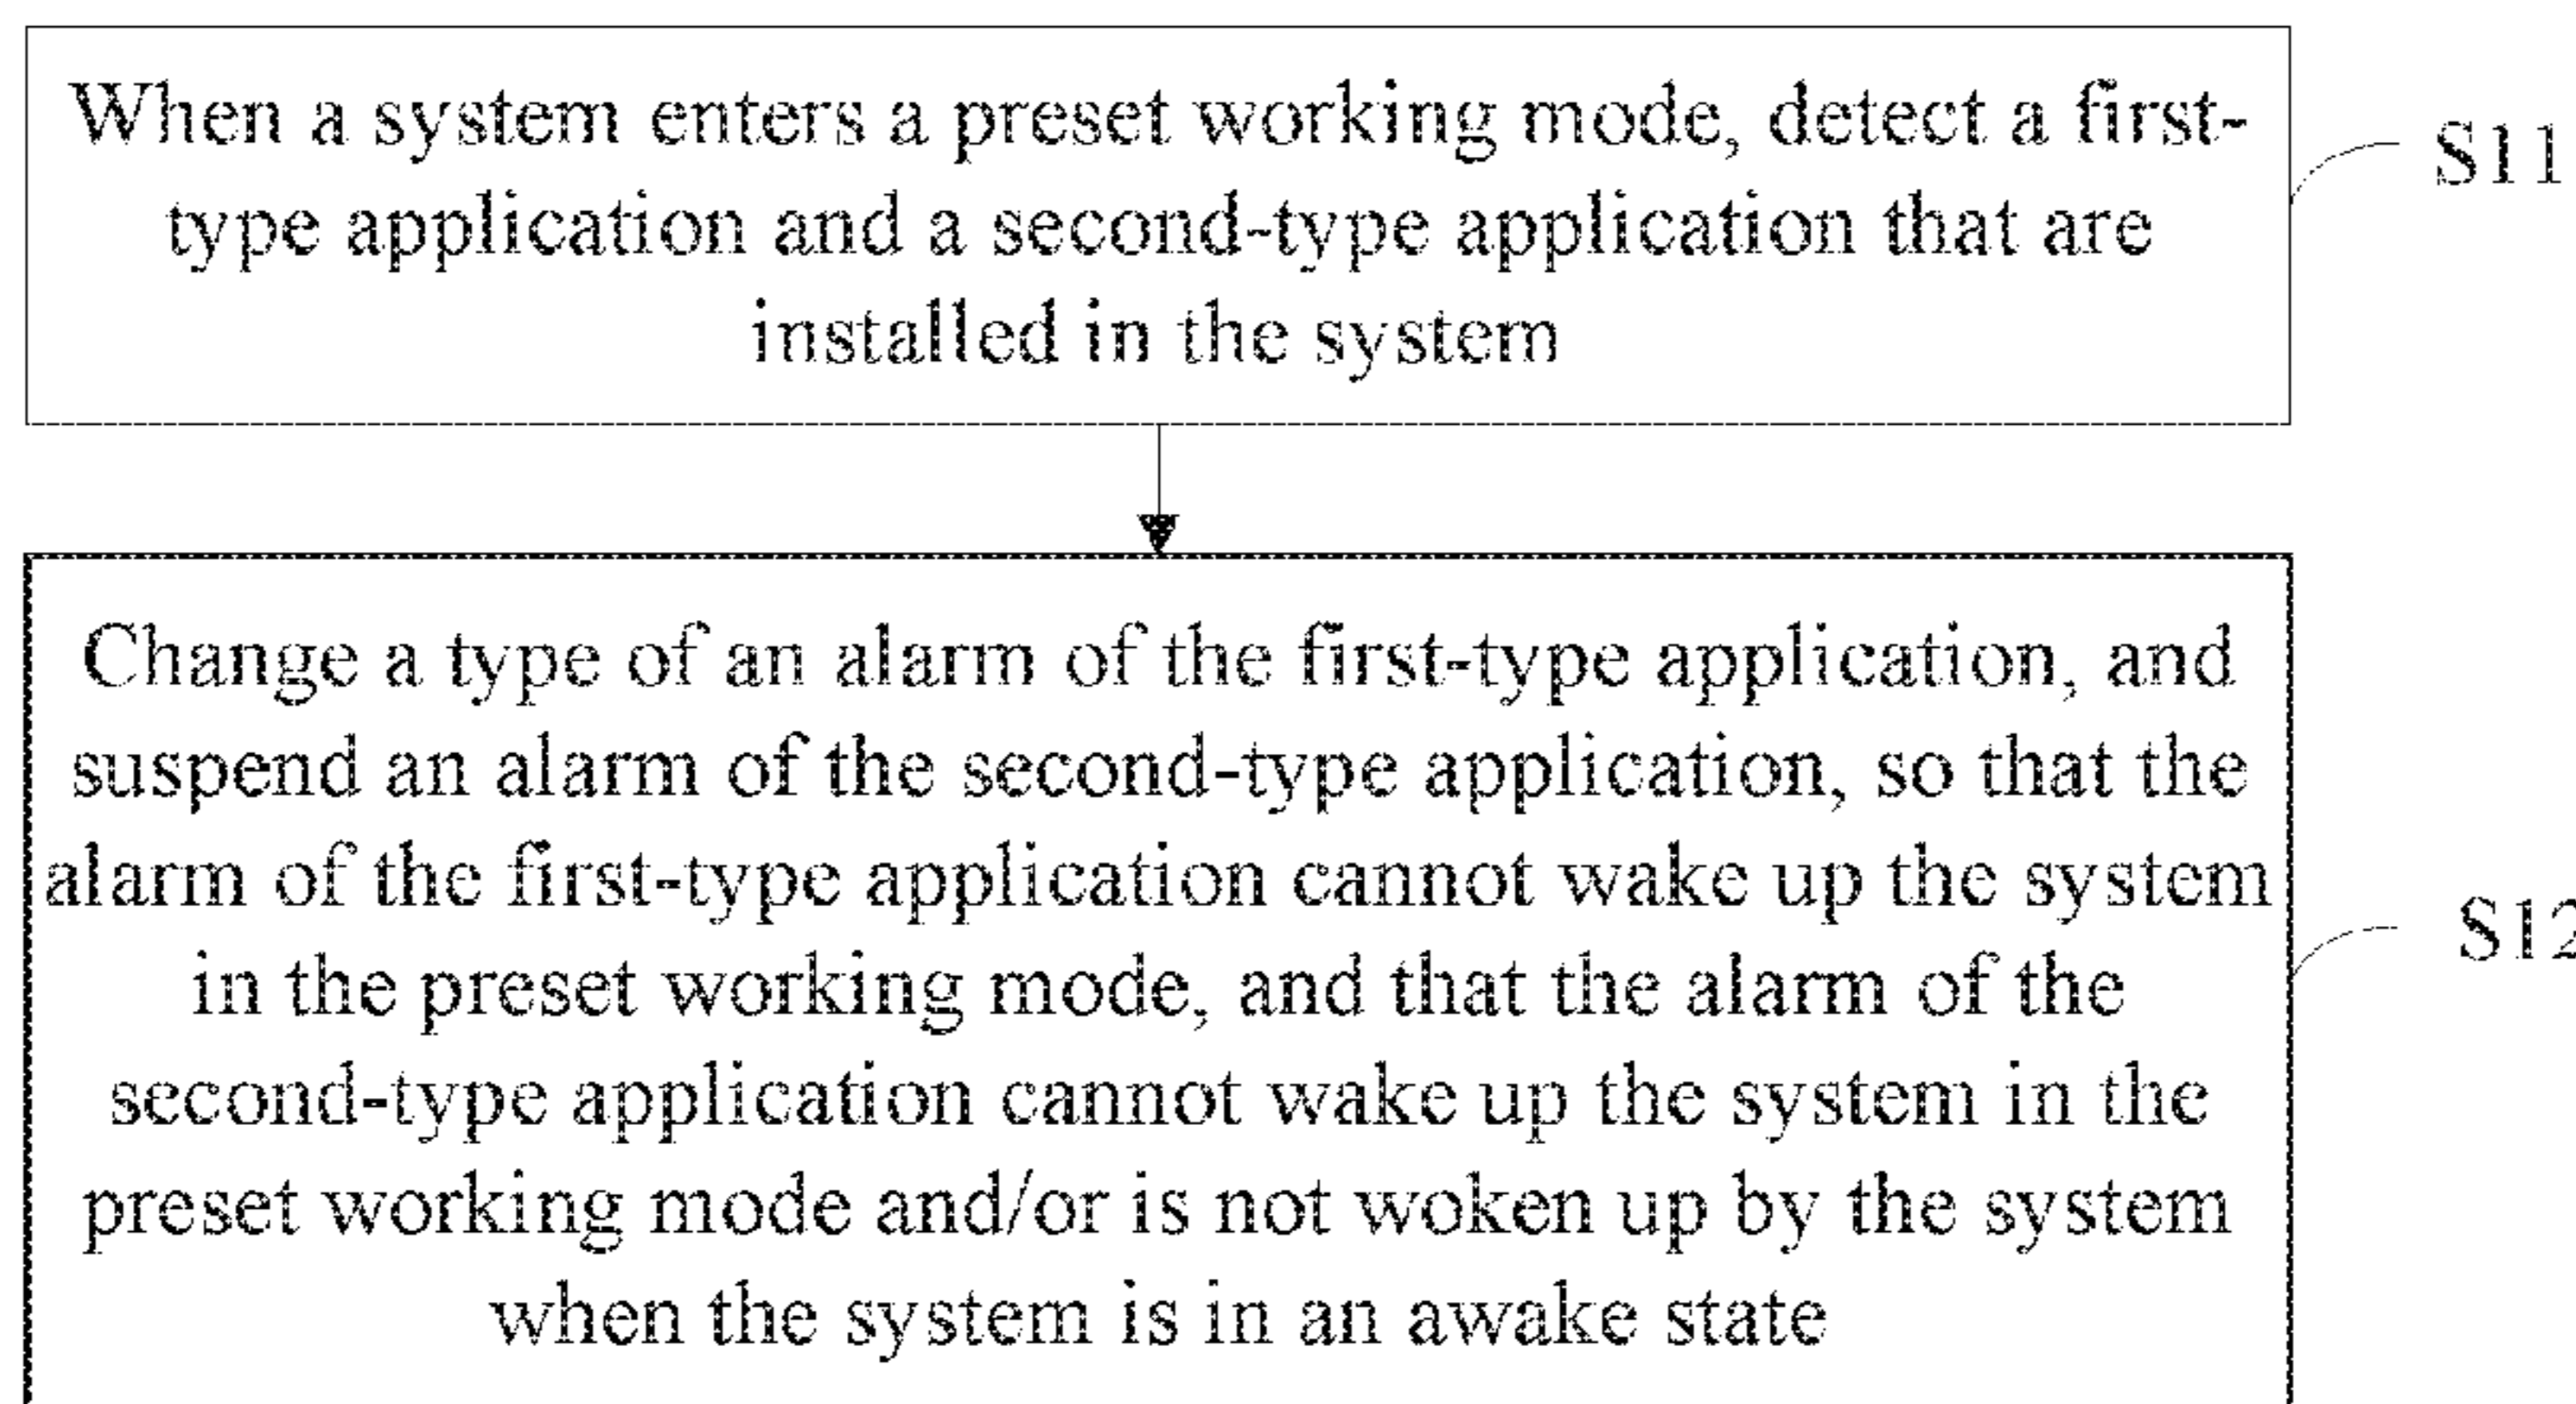 When a system enters a preset working mode, detect a first-
type application and a second-type application that are
installed in the system
S11
Change a type of an alarm of the first-type application, and
suspend an alarm of the second-type application, so that the
alarm of the first-type application cannot wake up the system
in the preset working mode, and that the alarm of the
second-type application cannot wake up the system in the
preset working mode and/or is not woken up by the system
when the system is in an awake state
S12